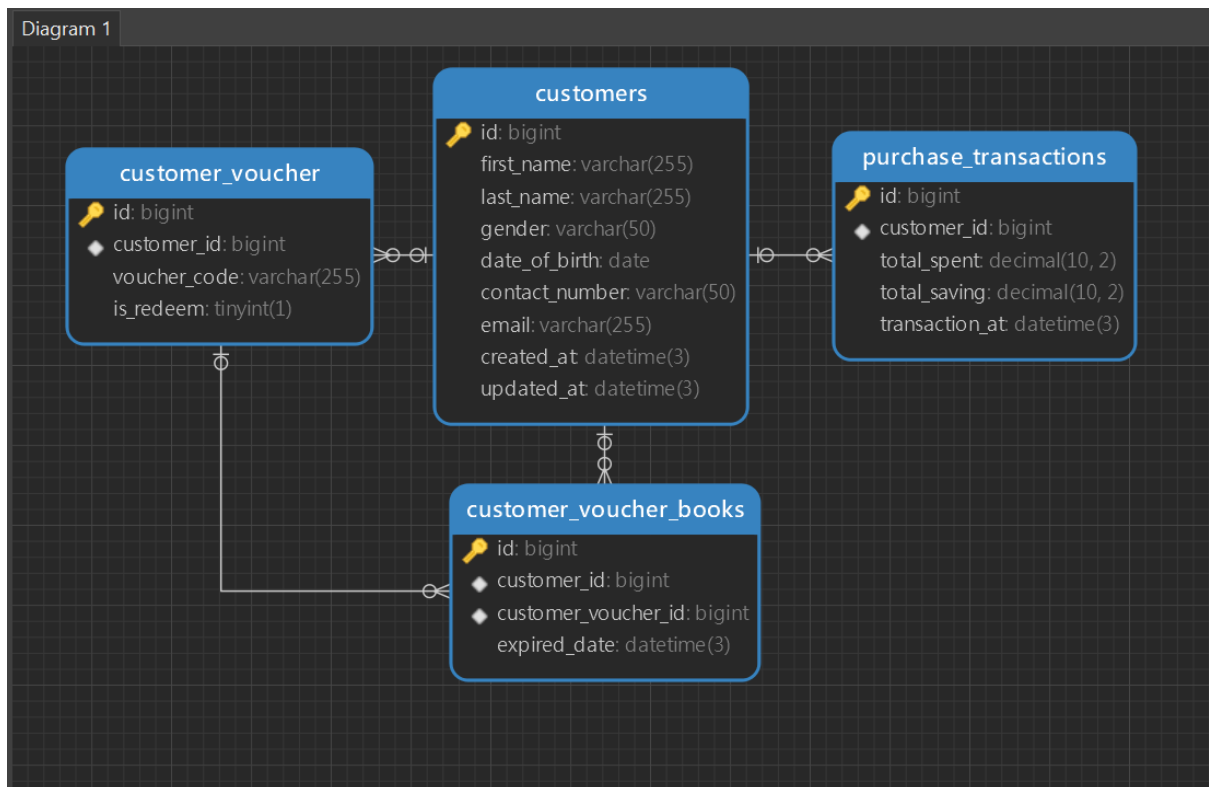 Diagram 1
customers
id: bigint
first_name: varchar(255)
last_name: varchar(255)
gender: varchar(50)
date_of_birth: date
contact_number: varchar(50)
email: varchar(255)
created_at: datetime(3)
updated_at: datetime(3)
customer_voucher
id: bigint
customer_id: bigint
voucher_code: varchar(255)
is_redeem: tinyint(1)
purchase_transactions
id: bigint
customer_id: bigint
total_spent: decimal(10, 2)
total_saving: decimal(10, 2)
transaction_at: datetime(3)
customer_voucher_books
id: bigint
customer_id: bigint
customer_voucher_id: bigint
expired_date: datetime(3)